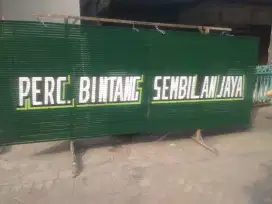 PERC. BINTANG SEMBILAN JAYA